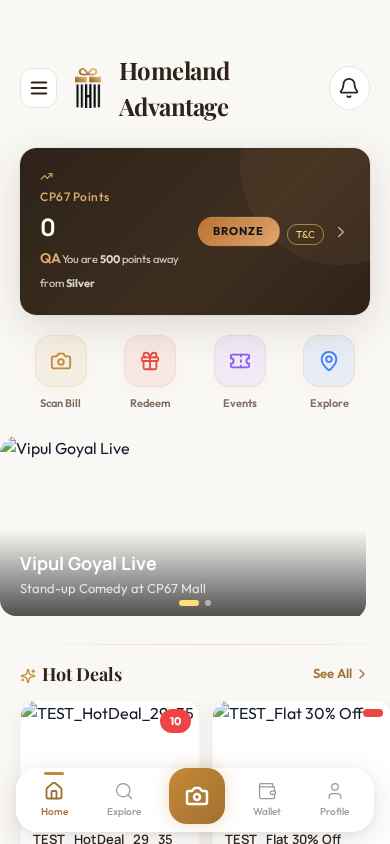 Homeland
Advantage
CP67 Points
0
BRONZE
T&C
QA You are 500 points away
from Silver
Scan Bill
Redeem
Events
Explore
Vipul Goyal Live
Vipul Goyal Live
Stand-up Comedy at CP67 Mall
Hot Deals
See All
TEST_HotDeal_29_35
10
TEST_Flat 30% Off
Home
Explore
Wallet
Profile
TEST_HotDeal_29_35
TEST_Flat 30% Off